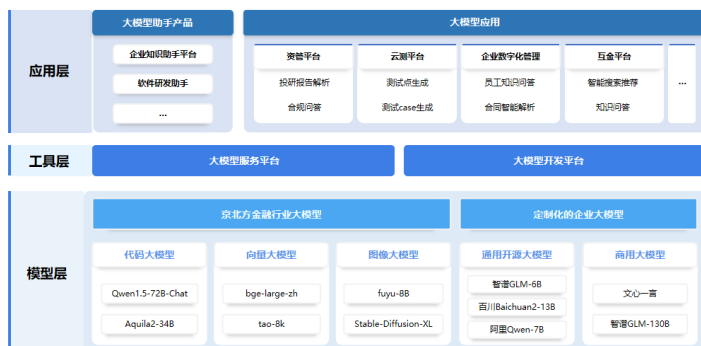 应用层
大模型助手产品
企业知识助手平台
软件研发助手
...
大模型应用
资管平台
投研报告解析
合规问答
云测平台
测试点生成
测试case生成
企业数字化管理
员工知识问答
合同智能解析
互金平台
智能搜索推荐
知识问答
...
工具层
大模型服务平台
大模型开发平台
模型层
京北方金融行业大模型
代码大模型
Qwen1.5-72B-Chat
Aquila2-34B
向量大模型
bge-large-zh
tao-8k
图像大模型
fuyu-8B
Stable-Diffusion-XL
定制化的企业大模型
通用开源大模型
智谱GLM-6B
百川Baichuan2-13B
阿里Qwen-7B
商用大模型
文心一言
智谱GLM-130B